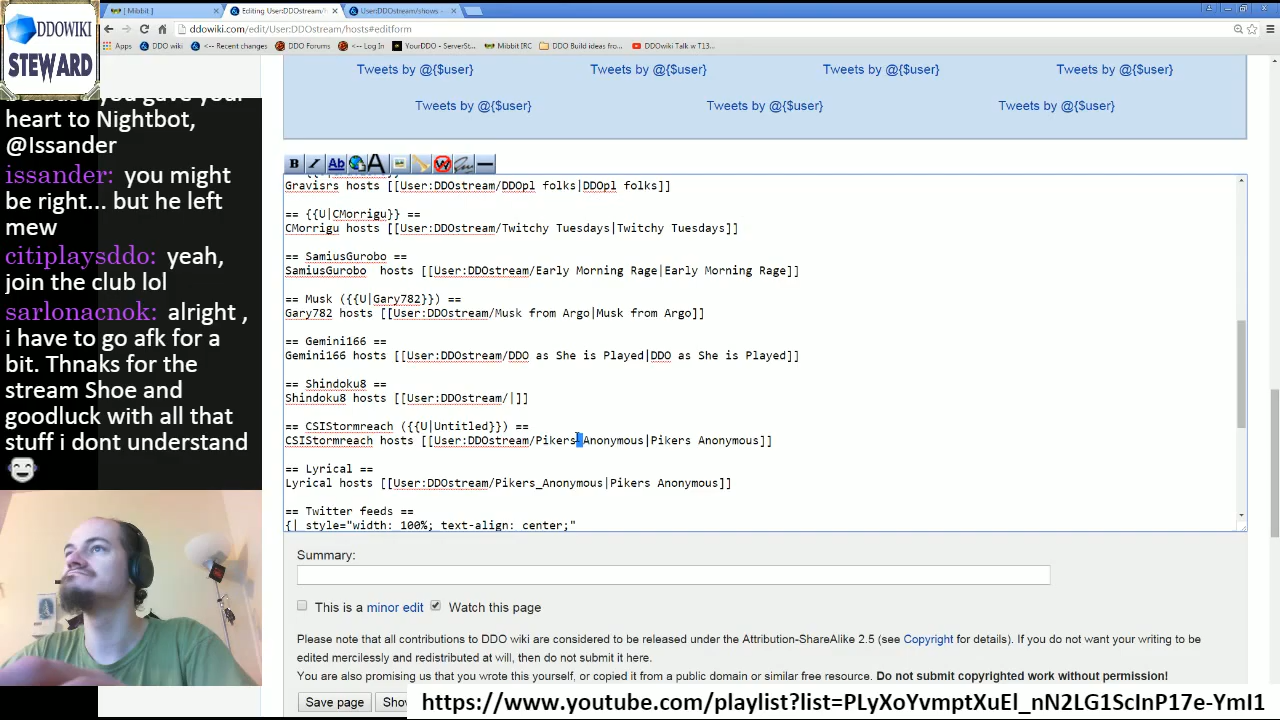 DDOWIKI
STEWARD
because you gave your
heart to Nightbot,
@Issander
issander: you might
be right... but he left
mew
citiplaysddo: yeah,
join the club lol
sarlonacnok: alright ,
i have to go afk for a
bit. Thnaks for the
stream Shoe and
goodluck with all that
stuff i dont understand
[ Mibbit ]
Editing User:DDOstream/
User:DDOstream/shows -
ddowiki.com/edit/User:DDOstream/hosts#editform
Apps
DDO wiki
<-- Recent changes
DDO Forums
<-- Log In
YourDDO - ServerSt...
Mibbit IRC
DDO Build ideas from...
DDOwiki Talk w T13...
Tweets by @{$user}
Tweets by @{$user}
Tweets by @{$user}
Tweets by @{$user}
Tweets by @{$user}
Tweets by @{$user}
Tweets by @{$user}
B I Ab A
Gravisrs hosts [[User:DDOstream/DDOpl folks|DDOpl folks]]
== {{U|CMorrigu}} ==
CMorrigu hosts [[User:DDOstream/Twitchy Tuesdays|Twitchy Tuesdays]]
== SamiusGurobo ==
SamiusGurobo  hosts [[User:DDOstream/Early Morning Rage|Early Morning Rage]]
== Musk ({{U|Gary782}}) ==
Gary782 hosts [[User:DDOstream/Musk from Argo|Musk from Argo]]
== Gemini166 ==
Gemini166 hosts [[User:DDOstream/DDO as She is Played|DDO as She is Played]]
== Shindoku8 ==
Shindoku8 hosts [[User:DDOstream/|]]
== CSIStormreach ({{U|Untitled}}) ==
CSIStormreach hosts [[User:DDOstream/Pikers_Anonymous|Pikers Anonymous]]
== Lyrical ==
Lyrical hosts [[User:DDOstream/Pikers_Anonymous|Pikers Anonymous]]
== Twitter feeds ==
{| style="width: 100%; text-align: center;"
Summary:
This is a minor edit
Watch this page
Please note that all contributions to DDO wiki are considered to be released under the Attribution-ShareAlike 2.5 (see Copyright for details). If you do not want your writing to be
edited mercilessly and redistributed at will, then do not submit it here.
You are also promising us that you wrote this yourself, or copied it from a public domain or similar free resource. Do not submit copyrighted work without permission!
Save page
Show
https://www.youtube.com/playlist?list=PLyXoYvmptXuEl_nN2LG1ScInP17e-YmI1